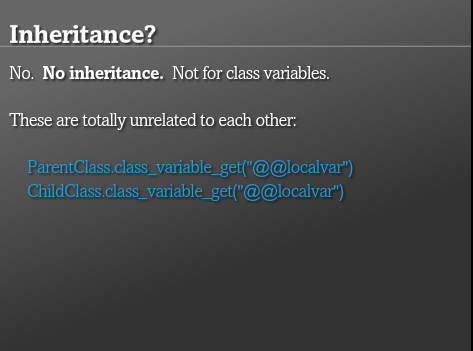 Inheritance?
No. No inheritance. Not for class variables.
These are totally unrelated to each other:
ParentClass.class_variable_get("@@localvar")
ChildClass.class_variable_get("@@localvar")